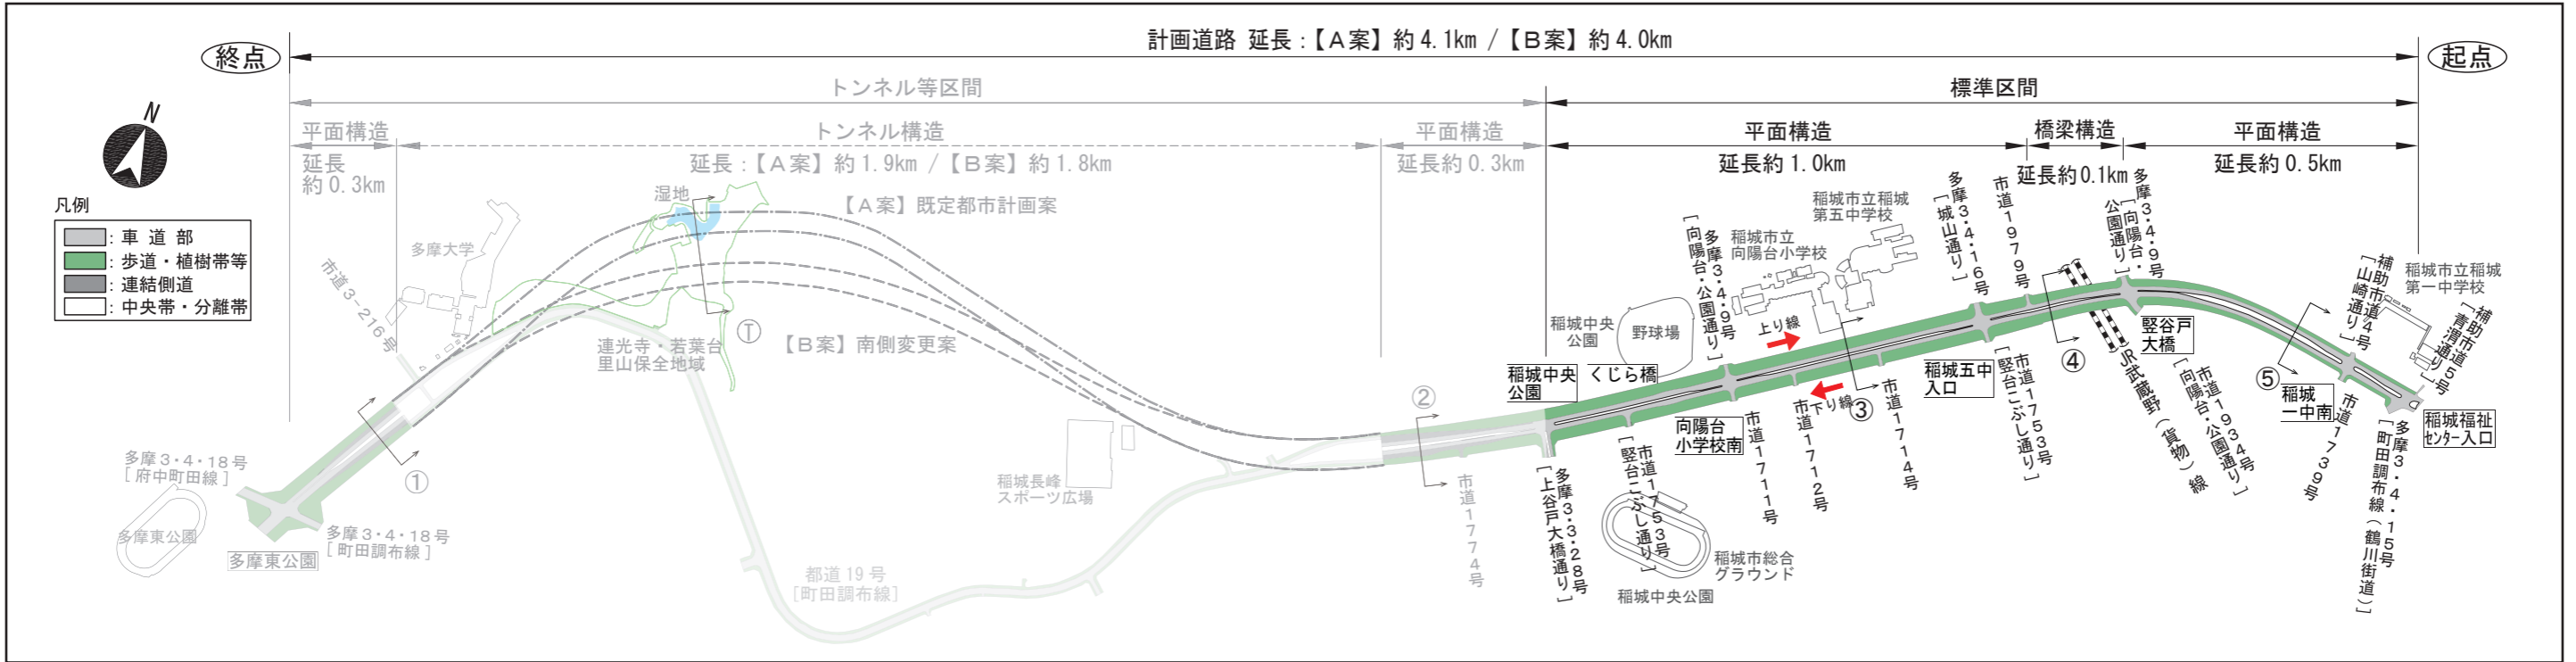 計画道路 延長：【Ａ案】約4.1km /【Ｂ案】約4.0km
終点
起点
トンネル等区間
標準区間
平面構造
トンネル構造
平面構造
平面構造
橋梁構造
平面構造
延長
約0.3km
延長：【Ａ案】約1.9km /【Ｂ案】約1.8km
延長約0.3km
延長約1.0km
延長約0.1km
延長約0.5km
N
凡例
：車 道 部
：歩道・植樹帯等
：連結側道
：中央帯・分離帯
湿地
【Ａ案】既定都市計画案
多摩大学
市道３-２１６号
Ⓣ
連光寺・若葉台
里山保全地域
【Ｂ案】南側変更案
①
多摩３・４・１８号
[府中町田線]
多摩東公園
多摩３・４・１８号
[町田調布線]
多摩東公園
都道19号
[町田調布線]
稲城長峰
スポーツ広場
②
市道１７７４号
稲城中央
公園
野球場
稲城中央
公園
くじら橋
多摩３・４・９号
[向陽台・公園通り]
稲城市立
向陽台小学校
稲城市立稲城
第五中学校
上り線
下り線
③
向陽台
小学校南
多摩３・３・２８号
[上谷戸大橋通り]
市道１７５３号
[竪台こぶし通り]
稲城中央公園
稲城市総合
グラウンド
市道１７１１号
市道１７１２号
市道１７１４号
稲城五中
入口
多摩３・４・１６号
[城山通り]
市道１９７９号
市道１７５３号
[竪台こぶし通り]
④
JR武蔵野(貨物)線
多摩３・４・９号
[向陽台・
公園通り]
竪谷戸
大橋
市道１９３４号
[向陽台・公園通り]
⑤
稲城
一中南
補助市道４号
[山崎通り]
稲城市立稲城
第一中学校
補助市道５号
[青渭通り]
市道１７３９号
多摩３・４・１５号
[町田調布線(鶴川街道)]
稲城福祉
センター入口